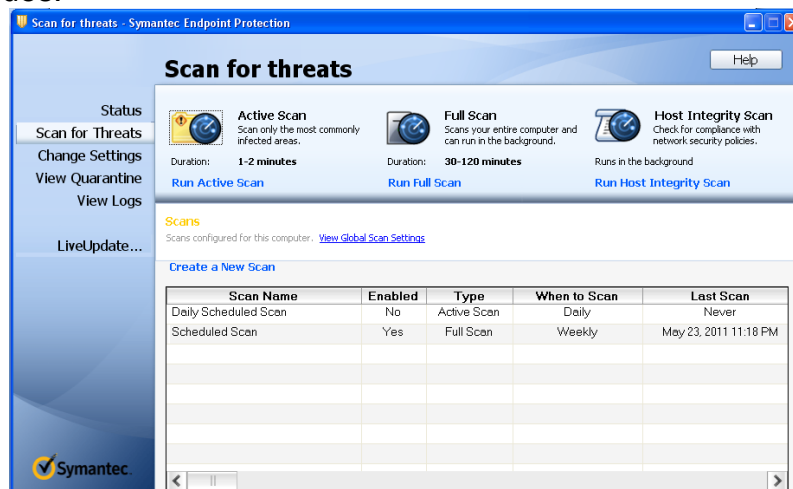 Scan for threats - Symantec Endpoint Protection
Help
Scan for threats
Status
Scan for Threats
Change Settings
View Quarantine
View Logs
LiveUpdate...
Active Scan
Scan only the most commonly
infected areas.
Duration: 1-2 minutes
Run Active Scan
Full Scan
Scans your entire computer and
can run in the background.
Duration: 30-120 minutes
Run Full Scan
Host Integrity Scan
Check for compliance with
network security policies.
Runs in the background
Run Host Integrity Scan
Scans
Scans configured for this computer. View Global Scan Settings
Create a New Scan
Scan Name Enabled Type When to Scan Last Scan
Daily Scheduled Scan No Active Scan Daily Never
Scheduled Scan Yes Full Scan Weekly May 23, 2011 11:18 PM
Symantec.